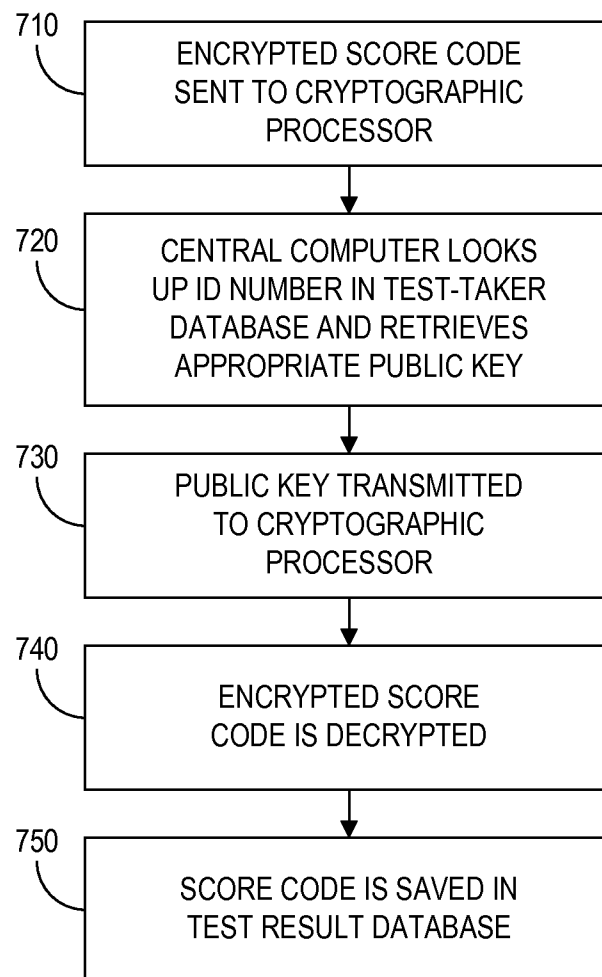 710
ENCRYPTED SCORE CODE
SENT TO CRYPTOGRAPHIC
PROCESSOR
720
CENTRAL COMPUTER LOOKS
UP ID NUMBER IN TEST-TAKER
DATABASE AND RETRIEVES
APPROPRIATE PUBLIC KEY
730
PUBLIC KEY TRANSMITTED
TO CRYPTOGRAPHIC
PROCESSOR
740
ENCRYPTED SCORE
CODE IS DECRYPTED
750
SCORE CODE IS SAVED IN
TEST RESULT DATABASE